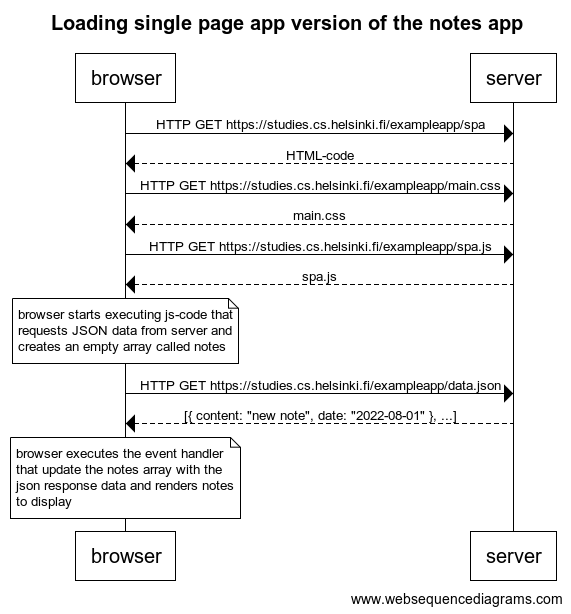 Loading single page app version of the notes app
browser
server
HTTP GET https://studies.cs.helsinki.fi/exampleapp/spa
HTML-code
HTTP GET https://studies.cs.helsinki.fi/exampleapp/main.css
main.css
HTTP GET https://studies.cs.helsinki.fi/exampleapp/spa.js
spa.js
browser starts executing js-code that
requests JSON data from server and
creates an empty array called notes
HTTP GET https://studies.cs.helsinki.fi/exampleapp/data.json
[{ content: "new note", date: "2022-08-01" }, ...]
browser executes the event handler
that update the notes array with the
json response data and renders notes
to display
browser
server
www.websequencediagrams.com